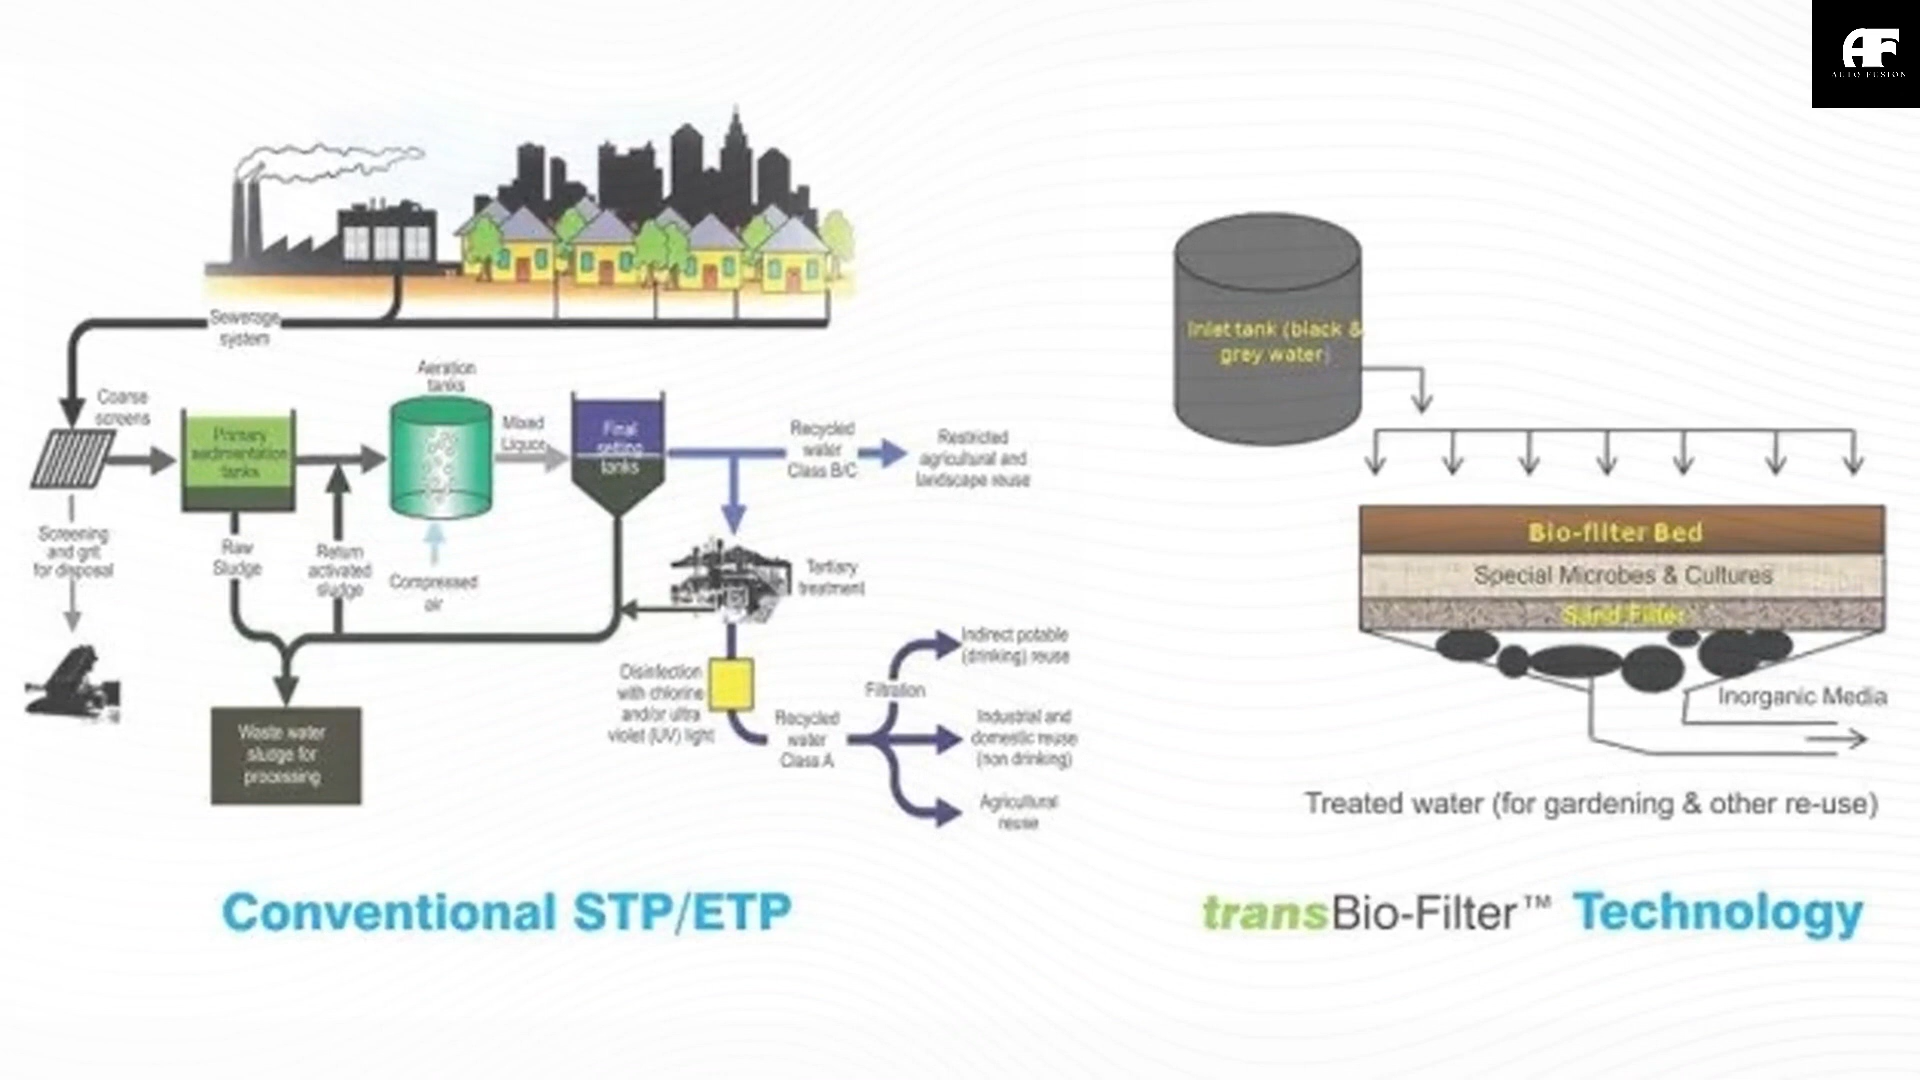 AF
AUTO FUSION
Sewerage
system
Coarse
screens
Aeration
tanks
Primary
sedimentation
tanks
Mixed
Liquor
Final
setting
tanks
Recycled
water
Class B/C
Restricted
agricultural and
landscape reuse
Screening
and grit
for disposal
Raw
Sludge
Return
activated
sludge
Compressed
air
Tertiary
treatment
Disinfection
with chlorine
and/or ultra
violet (UV) light
Waste water
sludge for
processing
Recycled
water
Class A
Filtration
Indirect potable
(drinking) reuse
Industrial and
domestic reuse
(non drinking)
Agricultural
reuse
Conventional STP/ETP
Inlet tank (black &
grey water)
Bio-filter Bed
Special Microbes & Cultures
Sand Filter
Inorganic Media
Treated water (for gardening & other re-use)
transBio-Filter™ Technology